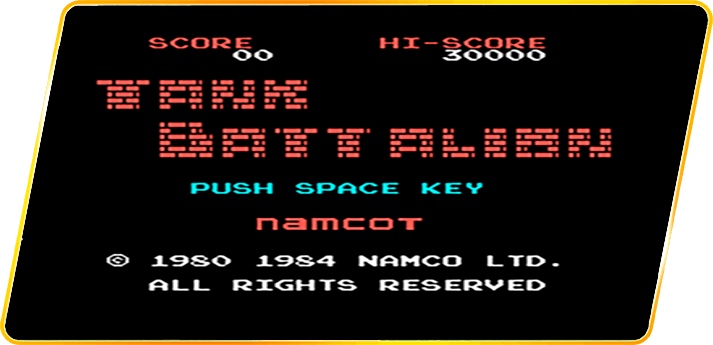 SCORE HI-SCORE
00 30000
TANK
BATTALION
PUSH SPACE KEY
namcot
© 1980 1984 NAMCO LTD.
ALL RIGHTS RESERVED